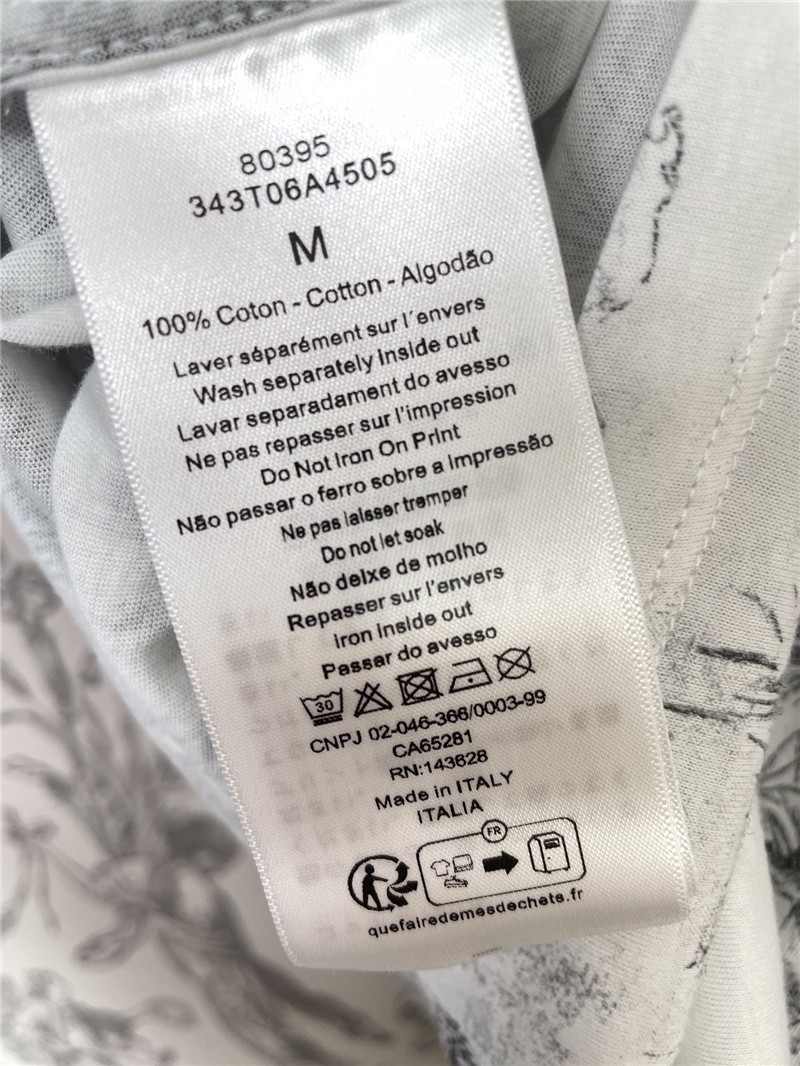 80395
343T06A4505
M
100% Coton - Cotton - Algodão
Laver séparément sur l´envers
Wash separately Inside out
Lavar separadament do avesso
Ne pas repasser sur l'impression
Do Not Iron On Print
Não passar o ferro sobre a impressão
Ne pas laisser tremper
Do not let soak
Não deixe de molho
Repasser sur l'envers
Iron inside out
Passar do avesso
30
CNPJ 02-046-366/0003-99
CA65281
RN:143628
Made in ITALY
ITALIA
FR
quefairedemesdechets.fr